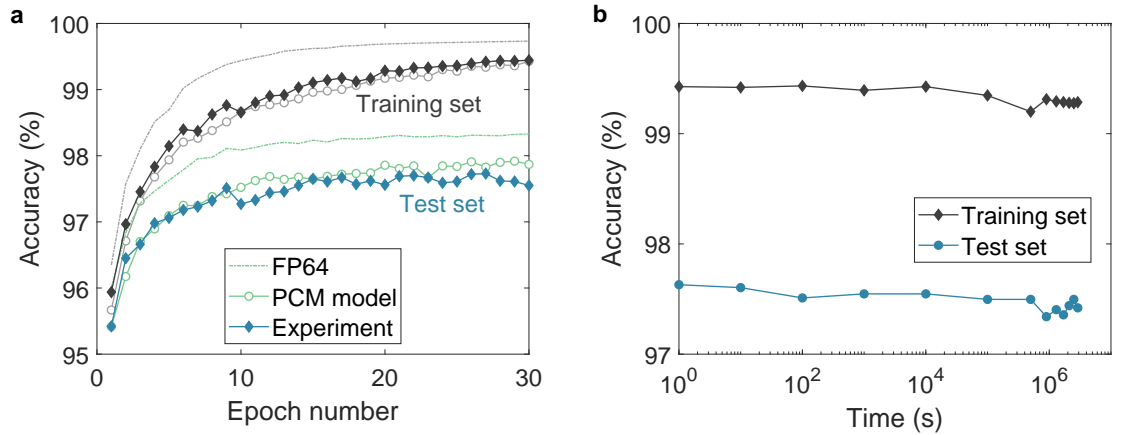 a
100
99
98
97
96
95
Accuracy (%)
0
10
20
30
Epoch number
Training set
Test set
FP64
PCM model
Experiment
b
100
99
98
97
Accuracy (%)
10^0
10^2
10^4
10^6
Time (s)
Training set
Test set